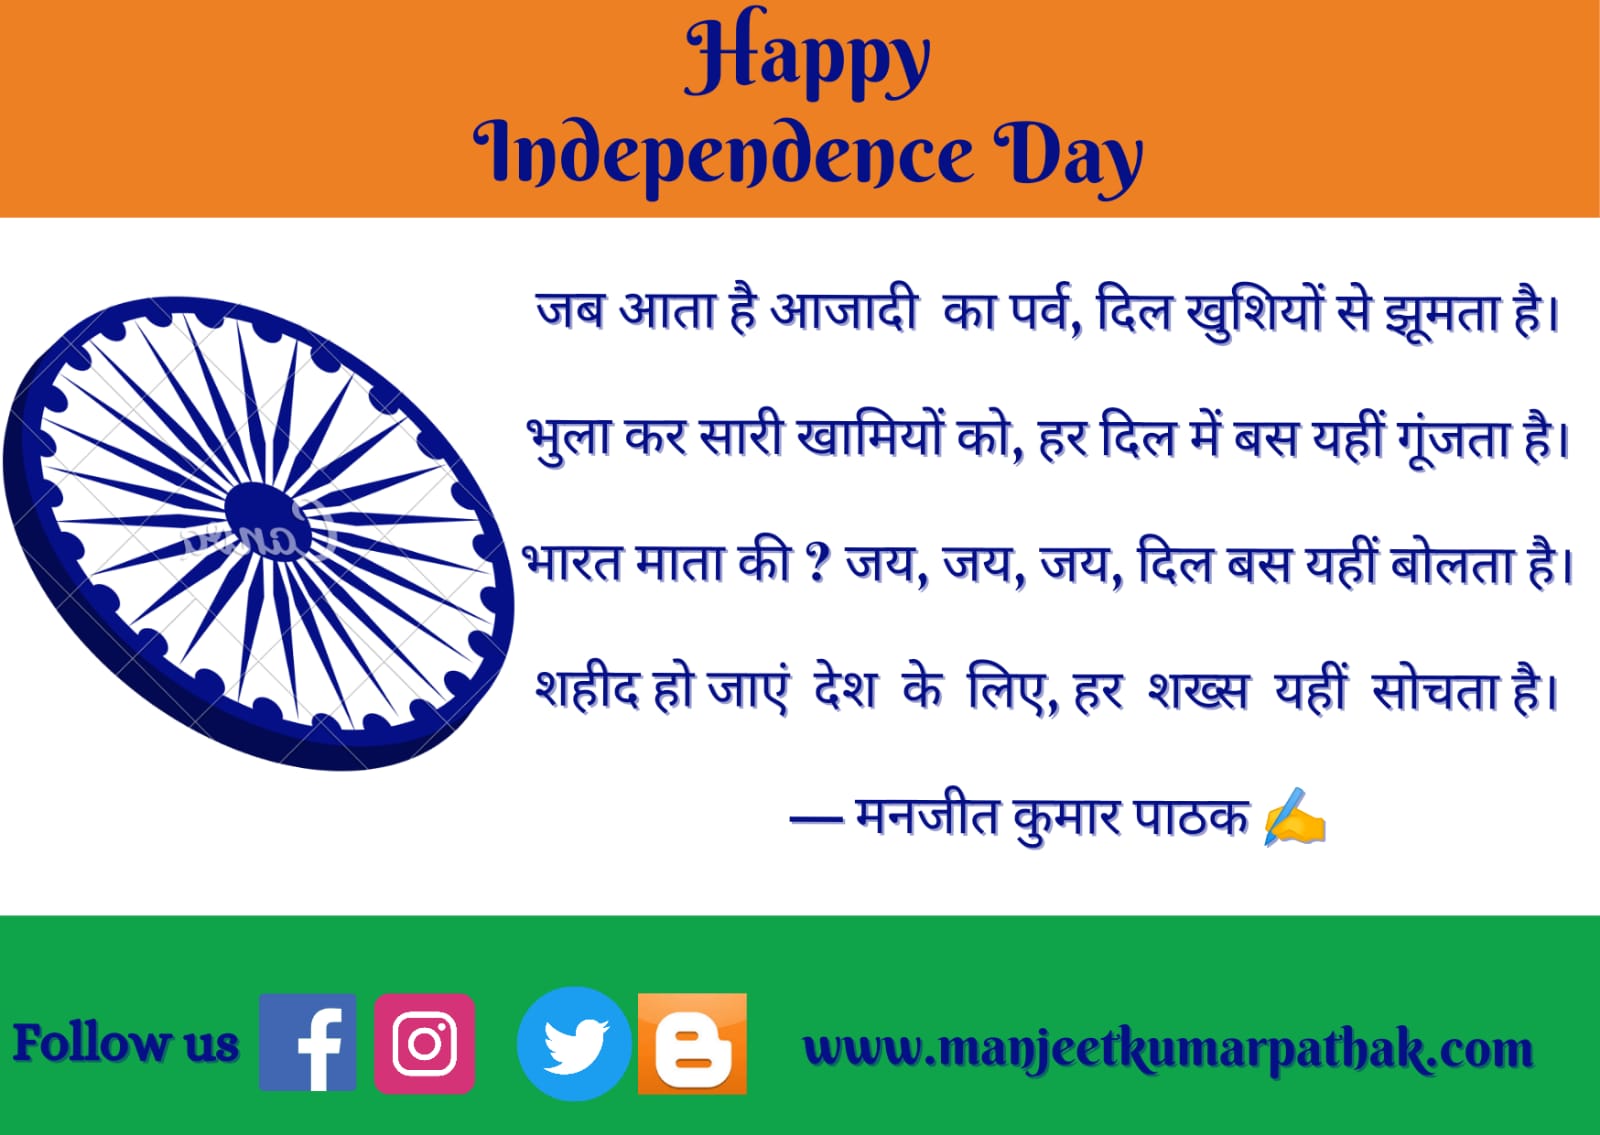 Happy
Independence Day
जब आता है आजादी का पर्व, दिल खुशियों से झूमता है।
भुला कर सारी खामियों को, हर दिल में बस यहीं गूंजता है।
Canva
भारत माता की ? जय, जय, जय, दिल बस यहीं बोलता है।
शहीद हो जाएं देश के लिए, हर शख्स यहीं सोचता है।
— मनजीत कुमार पाठक ✍️
Follow us
www.manjeetkumarpathak.com